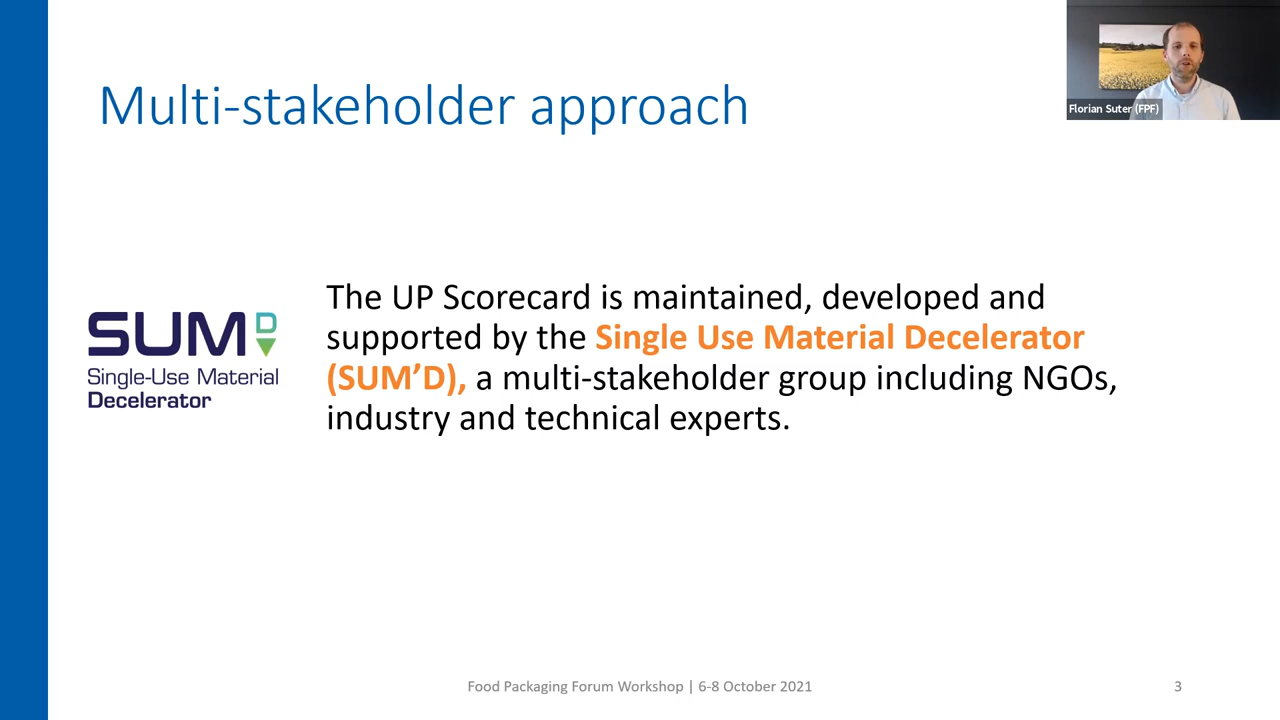 Multi-stakeholder approach
Florian Suter (FPF)
SUM D
Single-Use Material
Decelerator
The UP Scorecard is maintained, developed and
supported by the Single Use Material Decelerator
(SUM’D), a multi-stakeholder group including NGOs,
industry and technical experts.
Food Packaging Forum Workshop | 6-8 October 2021
3